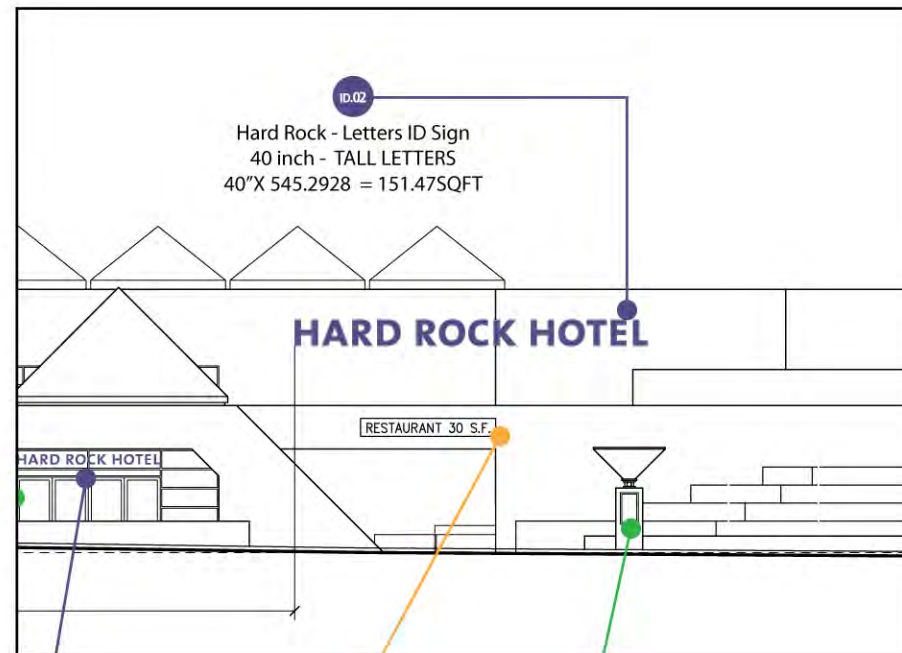 ID.02
Hard Rock - Letters ID Sign
40 inch - TALL LETTERS
40"X 545.2928 = 151.47SQFT
HARD ROCK HOTEL
RESTAURANT 30 S.F.
HARD ROCK HOTEL